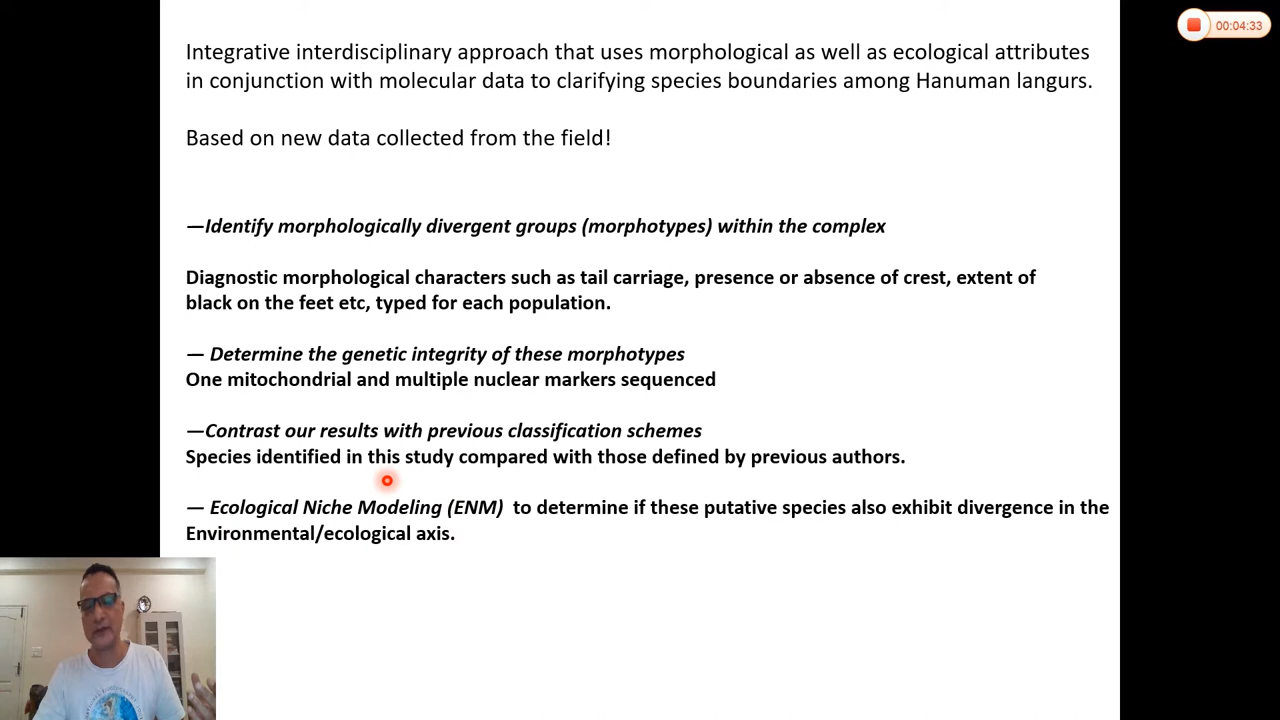 00:04:33
Integrative interdisciplinary approach that uses morphological as well as ecological attributes
in conjunction with molecular data to clarifying species boundaries among Hanuman langurs.
Based on new data collected from the field!
—Identify morphologically divergent groups (morphotypes) within the complex
Diagnostic morphological characters such as tail carriage, presence or absence of crest, extent of
black on the feet etc, typed for each population.
— Determine the genetic integrity of these morphotypes
One mitochondrial and multiple nuclear markers sequenced
—Contrast our results with previous classification schemes
Species identified in this study compared with those defined by previous authors.
— Ecological Niche Modeling (ENM) to determine if these putative species also exhibit divergence in the
Environmental/ecological axis.